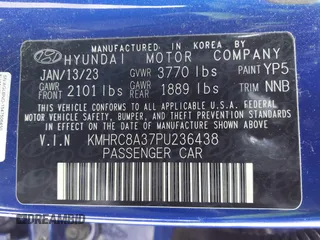 MANUFACTURED IN KOREA
HYUNDAI MOTOR COMPANY
JAN/13/23 GVWR 3770 lbs PAINT YP5
GAWR FRONT 2101 lbs GAWR REAR 1889 lbs TRIM NNB
THIS VEHICLE CONFORMS TO ALL APPLICABLE U.S.A. FEDERAL MOTOR VEHICLE
SAFETY, BUMPER, AND THEFT PREVENTION STANDARDS
IN EFFECT ON THE DATE OF MANUFACTURE SHOWN ABOVE.
V.I.N KMHRC8A37PU236438
PASSENGER CAR
DREAMBID